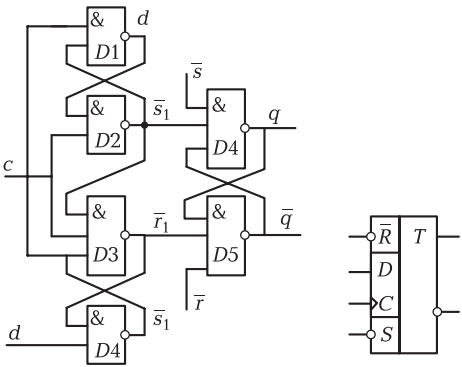 & d
D1
s̅
&
s̅₁
& q
D2
D4
c
&
r̅₁
& q̅
D3
D5
R̅ T
D
r̅
C
d
&
s̅₁
S
D4